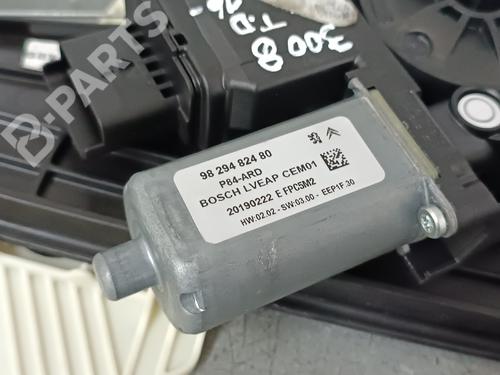 3008
T.D
98 294 824 80
P84-ARD
BOSCH LVEAP CEM01
20190222 E FPC5M2
HW:02.02 - SW:03.00 - EEP1F.30
B-PARTS